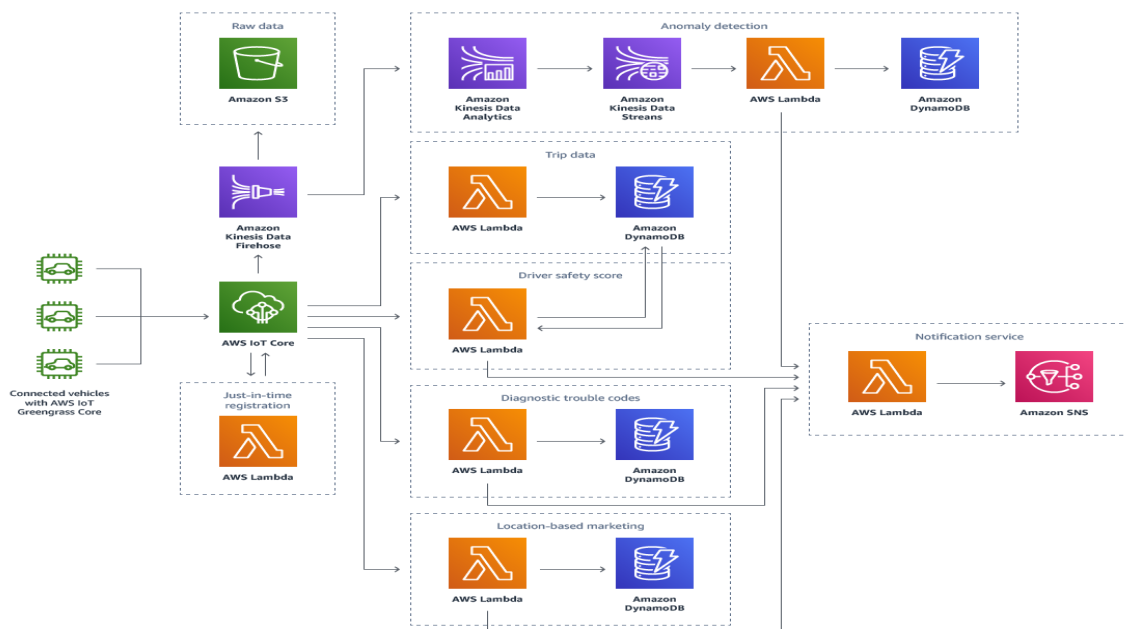 Raw data
Amazon S3
Anomaly detection
Amazon
Kinesis Data
Analytics
Amazon
Kinesis Data
Streans
AWS Lambda
Amazon
DynamoDB
Amazon
Kinesis Data
Firehose
Trip data
AWS Lambda
Amazon
DynamoDB
Connected vehicles
with AWS IoT
Greengrass Core
AWS IoT Core
Driver safety score
AWS Lambda
Just-in-time
registration
AWS Lambda
Diagnostic trouble codes
AWS Lambda
Amazon
DynamoDB
Location-based marketing
AWS Lambda
Amazon
DynamoDB
Notification service
AWS Lambda
Amazon SNS